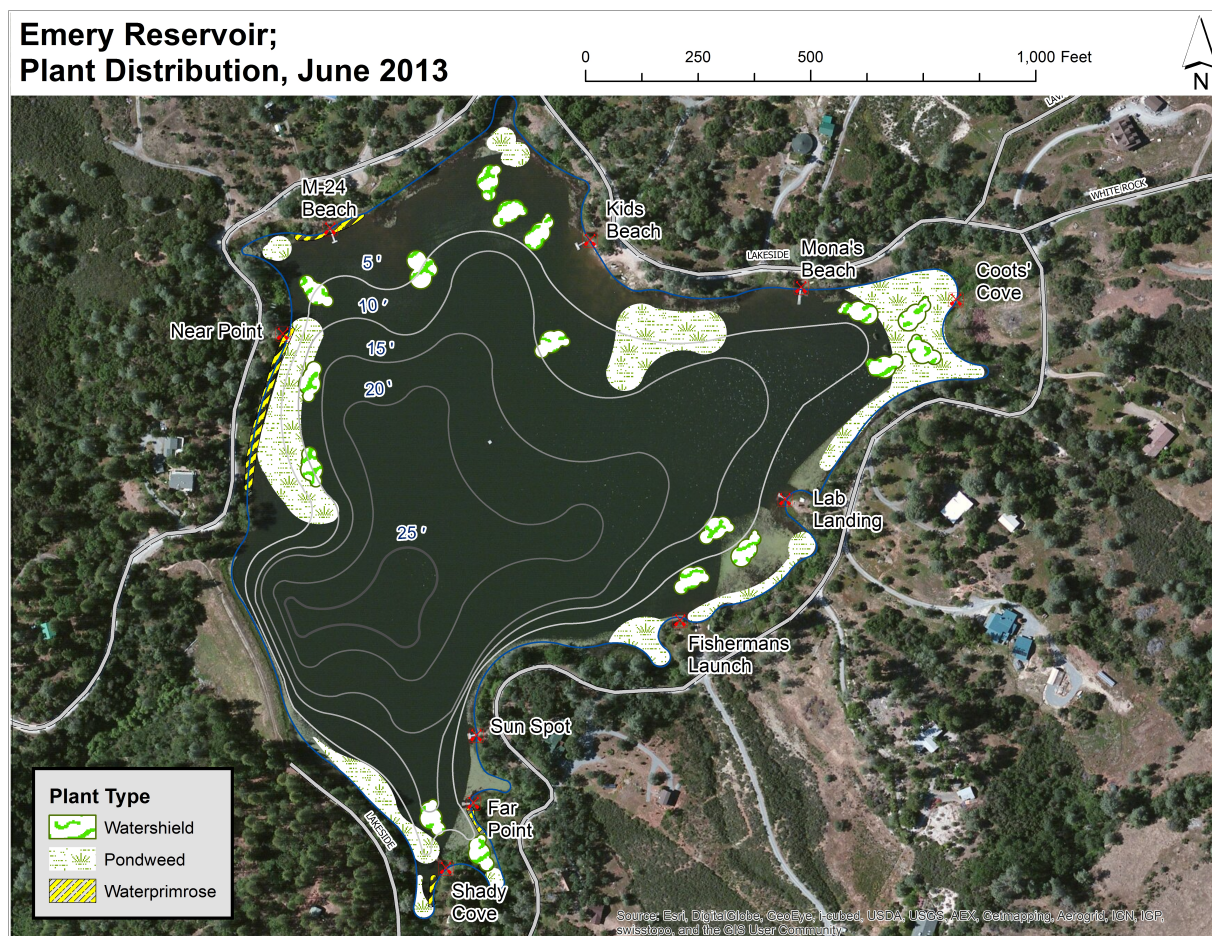 Emery Reservoir;
Plant Distribution, June 2013
0 250 500 1,000 Feet
N
WHITE ROCK
M-24
Beach
Kids
Beach
LAKESIDE
Mona's
Beach
Coots'
Cove
5 '
10 '
Near Point
15 '
20 '
Lab
Landing
25 '
Fishermans
Launch
Sun Spot
Far
Point
LAKESIDE
Shady
Cove
Plant Type
Watershield
Pondweed
Waterprimrose
Source: Esri, DigitalGlobe, GeoEye, i-cubed, USDA, USGS, AEX, Getmapping, Aerogrid, IGN, IGP,
swisstopo, and the GIS User Community